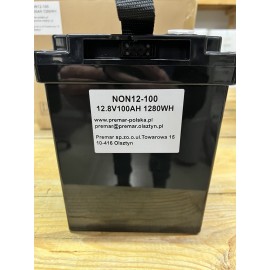 NON12-100
12.8V100AH 1280WH
www.premar-polska.pl
premar@premar.olsztyn.pl
Premar sp.zo.o.ul.Towarowa 16
10-416 Olsztyn